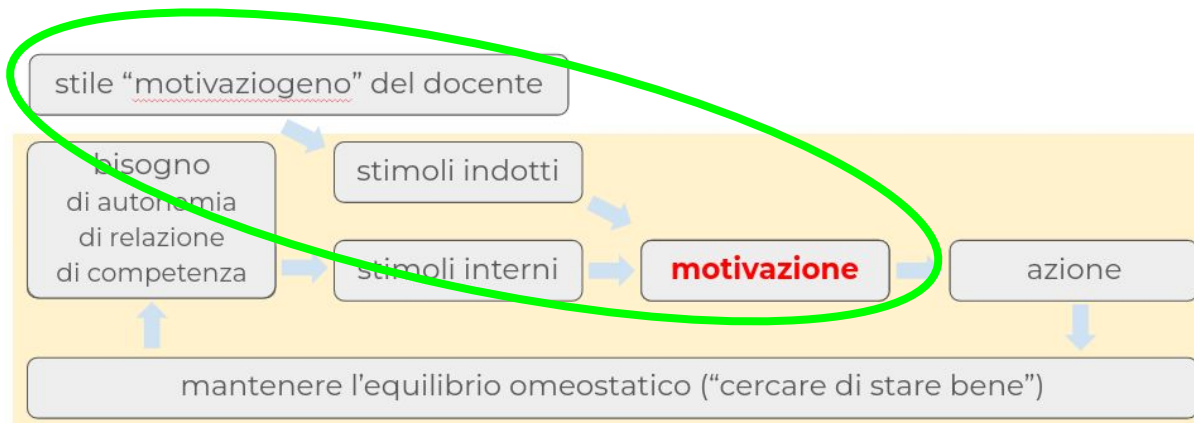 stile “motivaziogeno” del docente
bisogno
di autonomia
di relazione
di competenza
stimoli indotti
stimoli interni
motivazione
azione
mantenere l’equilibrio omeostatico (“cercare di stare bene”)